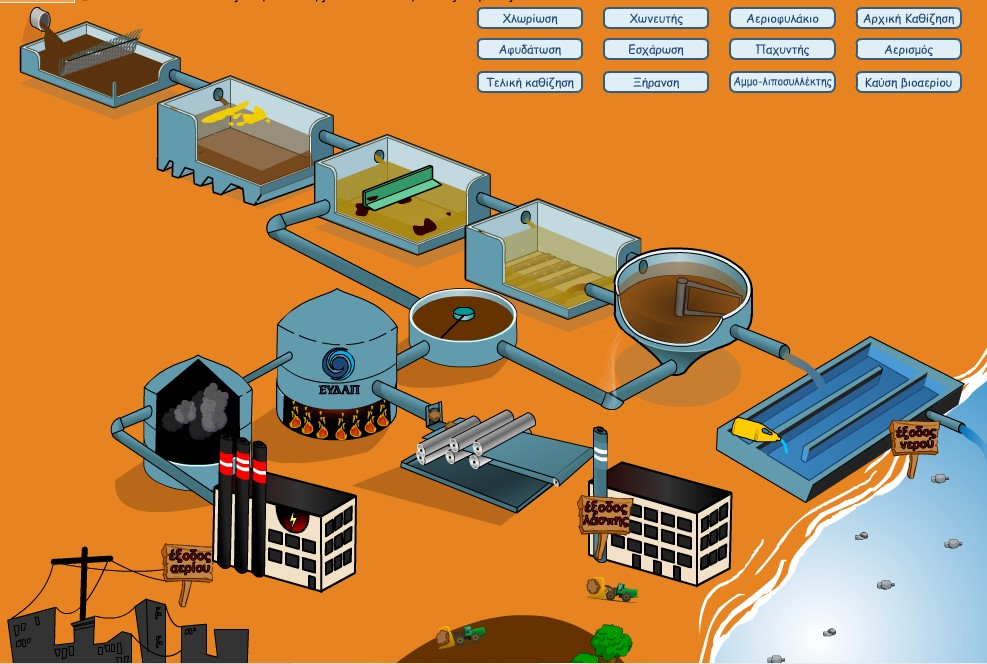 Χλωρίωση
Χωνευτής
Αεριοφυλάκιο
Αρχική Καθίζηση
Αφυδάτωση
Εσχάρωση
Παχυντής
Αερισμός
Τελική καθίζηση
Ξήρανση
Αμμο-λιποσυλλέκτης
Καύση βιοαερίου
ΕΥΔΑΠ
έξοδος
νερού
έξοδος
λάσπης
έξοδος
αερίου